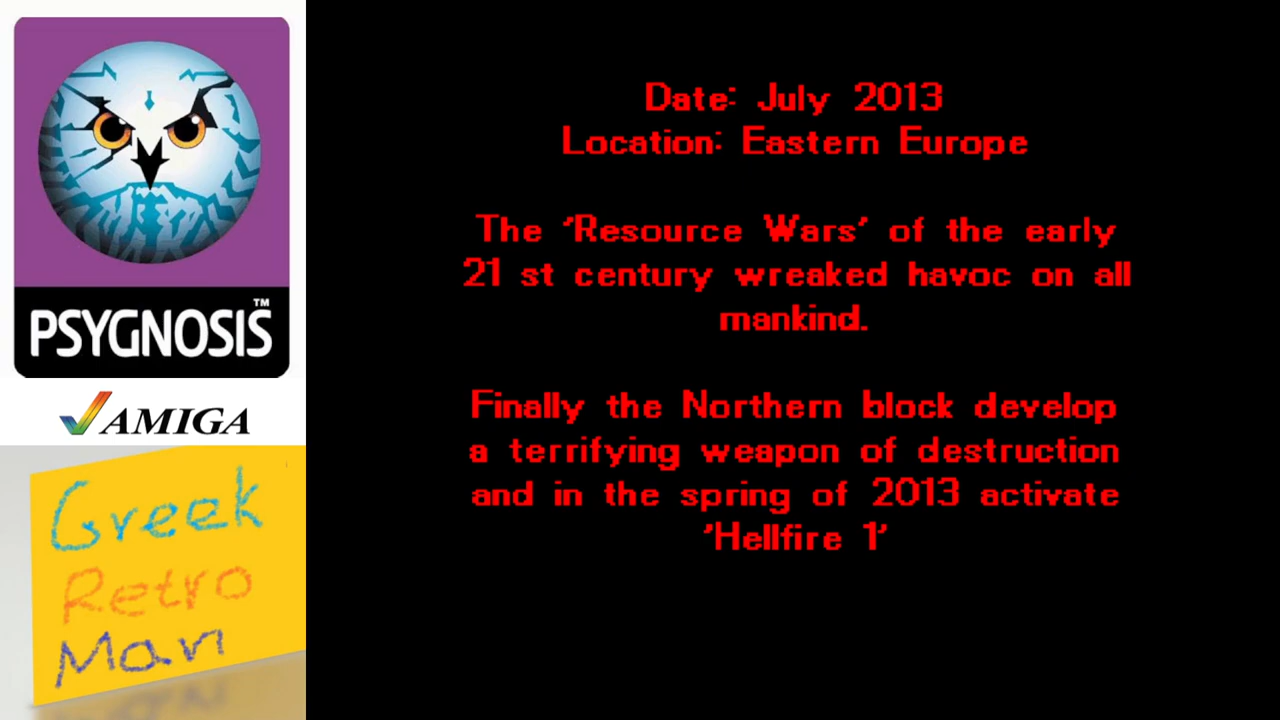 PSYGNOSIS™
AMIGA
Greek
Retro
Man
Date: July 2013
Location: Eastern Europe
The 'Resource Wars' of the early
21 st century wreaked havoc on all
mankind.
Finally the Northern block develop
a terrifying weapon of destruction
and in the spring of 2013 activate
'Hellfire 1'